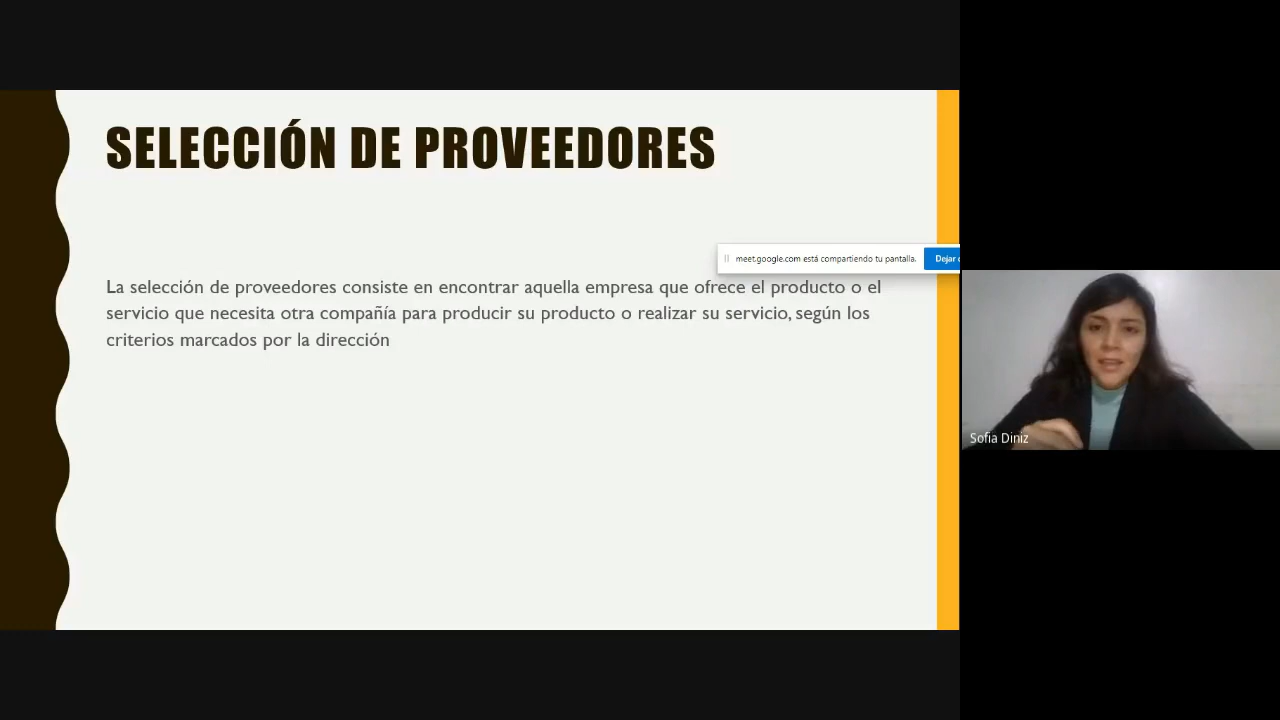 SELECCIÓN DE PROVEEDORES
meet.google.com está compartiendo tu pantalla.
Dejar
La selección de proveedores consiste en encontrar aquella empresa que ofrece el producto o el
servicio que necesita otra compañía para producir su producto o realizar su servicio, según los
criterios marcados por la dirección
Sofia Diniz